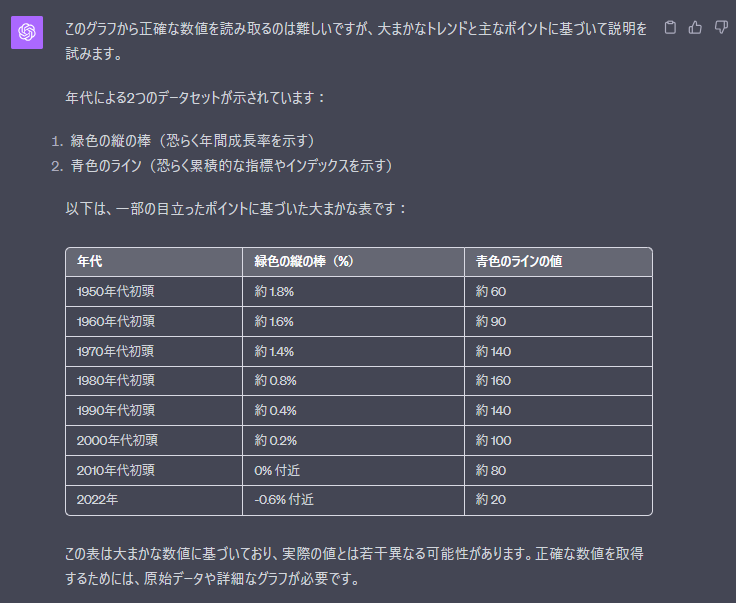 このグラフから正確な数値を読み取るのは難しいですが、大まかなトレンドと主なポイントに基づいて説明を
試みます。
年代による2つのデータセットが示されています：
1. 緑色の縦の棒（恐らく年間成長率を示す）
2. 青色のライン（恐らく累積的な指標やインデックスを示す）
以下は、一部の目立ったポイントに基づいた大まかな表です：
年代 緑色の縦の棒（%） 青色のラインの値
1950年代初頭 約 1.8% 約 60
1960年代初頭 約 1.6% 約 90
1970年代初頭 約 1.4% 約 140
1980年代初頭 約 0.8% 約 160
1990年代初頭 約 0.4% 約 140
2000年代初頭 約 0.2% 約 100
2010年代初頭 0% 付近 約 80
2022年 -0.6% 付近 約 20
この表は大まかな数値に基づいており、実際の値とは若干異なる可能性があります。正確な数値を取得
するためには、原始データや詳細なグラフが必要です。